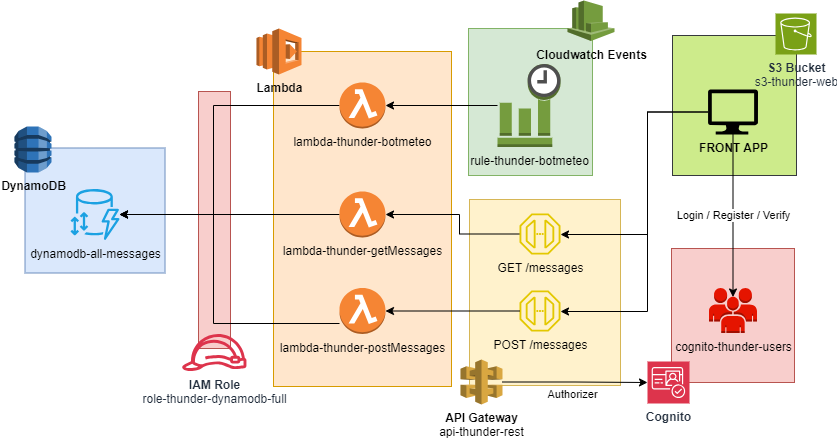 Cloudwatch Events
S3 Bucket
s3-thunder-web
Lambda
lambda-thunder-botmeteo
rule-thunder-botmeteo
FRONT APP
DynamoDB
dynamodb-all-messages
lambda-thunder-getMessages
GET /messages
Login / Register / Verify
lambda-thunder-postMessages
POST /messages
cognito-thunder-users
IAM Role
role-thunder-dynamodb-full
API Gateway
api-thunder-rest
Authorizer
Cognito